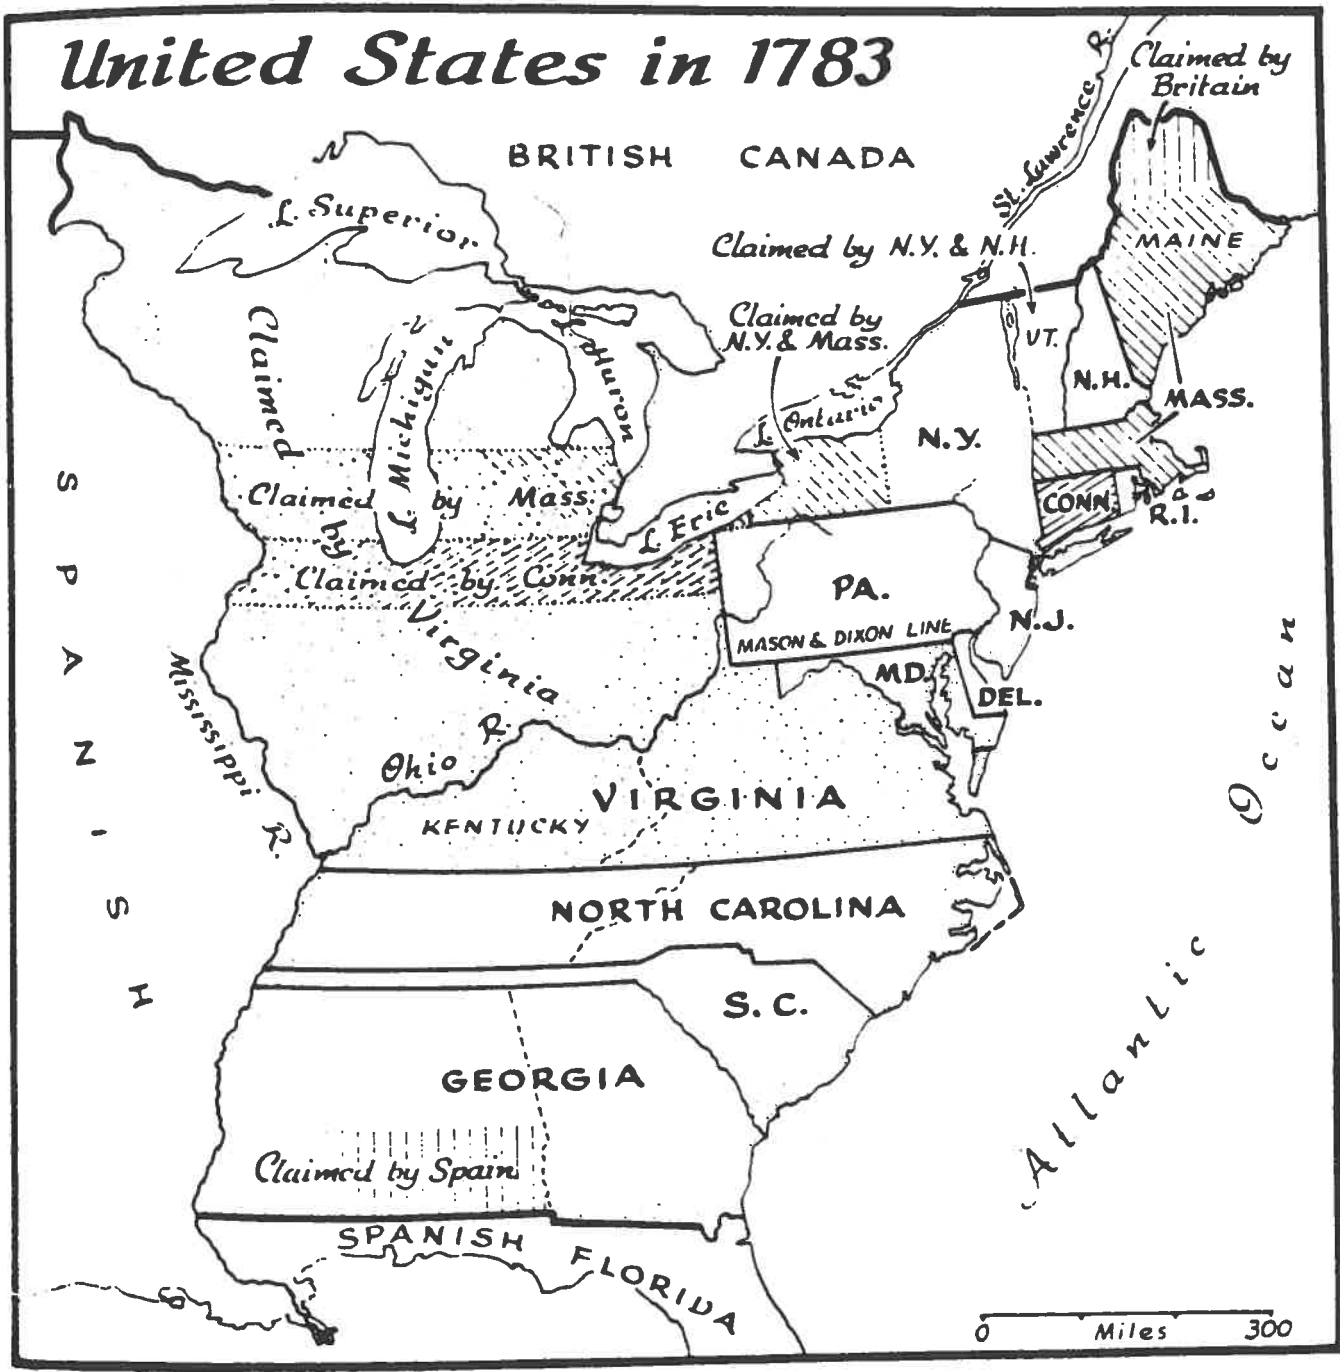 United States in 1783
Claimed by
Britain
BRITISH CANADA
St. Lawrence R.
L. Superior
MAINE
Claimed by N.Y. & N.H.
Claimed by
N.Y. & Mass.
VT.
N.H.
MASS.
L. Huron
L. Michigan
L. Ontario
N.Y.
Claimed by Virginia
Claimed by Mass.
L. Erie
CONN.
R.I.
Claimed by Conn.
PA.
MASON & DIXON LINE
N.J.
MD.
DEL.
SPANISH
Mississippi R.
Ohio R.
VIRGINIA
KENTUCKY
NORTH CAROLINA
S.C.
GEORGIA
Claimed by Spain
SPANISH FLORIDA
Atlantic Ocean
0 Miles 300